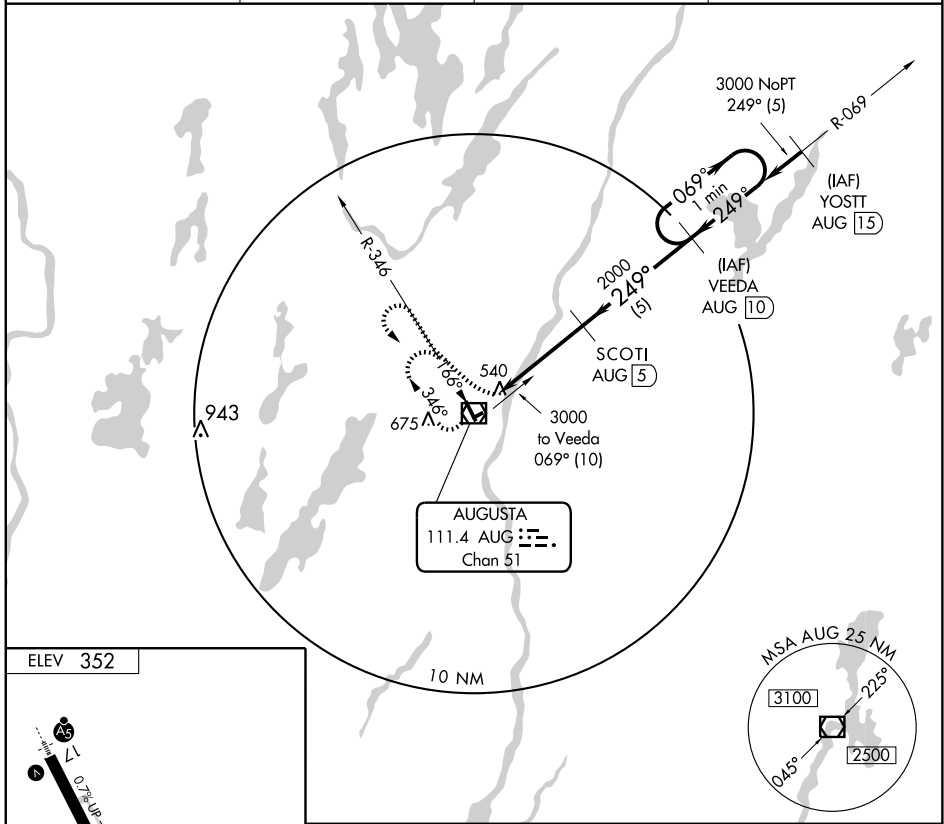 3000 NoPT
249° (5)
R-069
(IAF)
YOSTT
AUG 15
069°
1 min
249°
(IAF)
VEEDA
AUG 10
R-346
2000
249°
(5)
SCOTI
AUG 5
166°
540
346°
675
943
3000
to Veeda
069° (10)
AUGUSTA
111.4 AUG
Chan 51
10 NM
ELEV 352
A5
17
V
0.7% UP
MSA AUG 25 NM
3100
225°
045°
2500